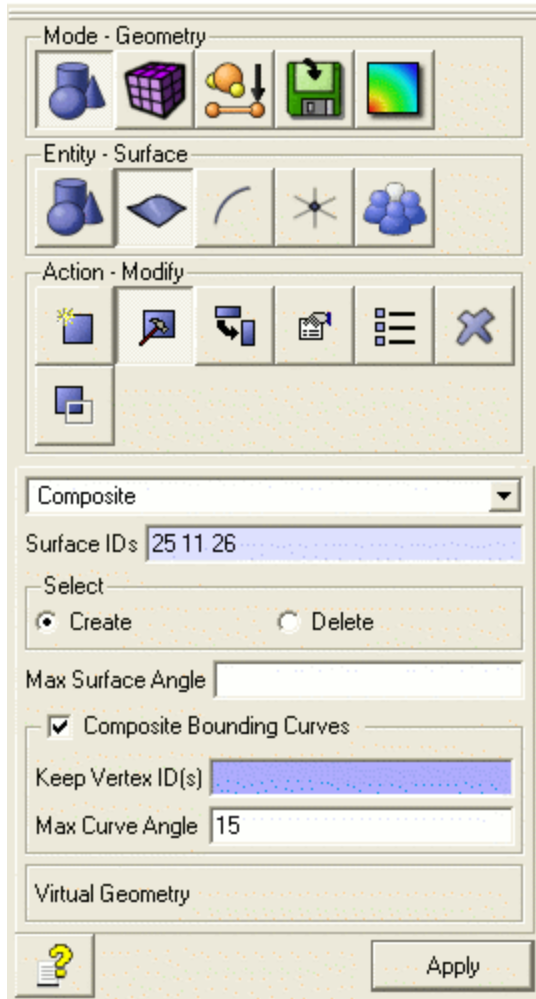 Mode - Geometry
Entity - Surface
Action - Modify
Composite
Surface IDs 25 11 26
Select
Create Delete
Max Surface Angle
Composite Bounding Curves
Keep Vertex ID(s)
Max Curve Angle 15
Virtual Geometry
Apply